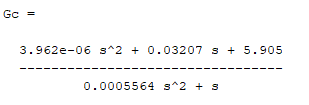 Gc =
3.962e-06 s^2 + 0.03207 s + 5.905
---------------------------------
0.0005564 s^2 + s